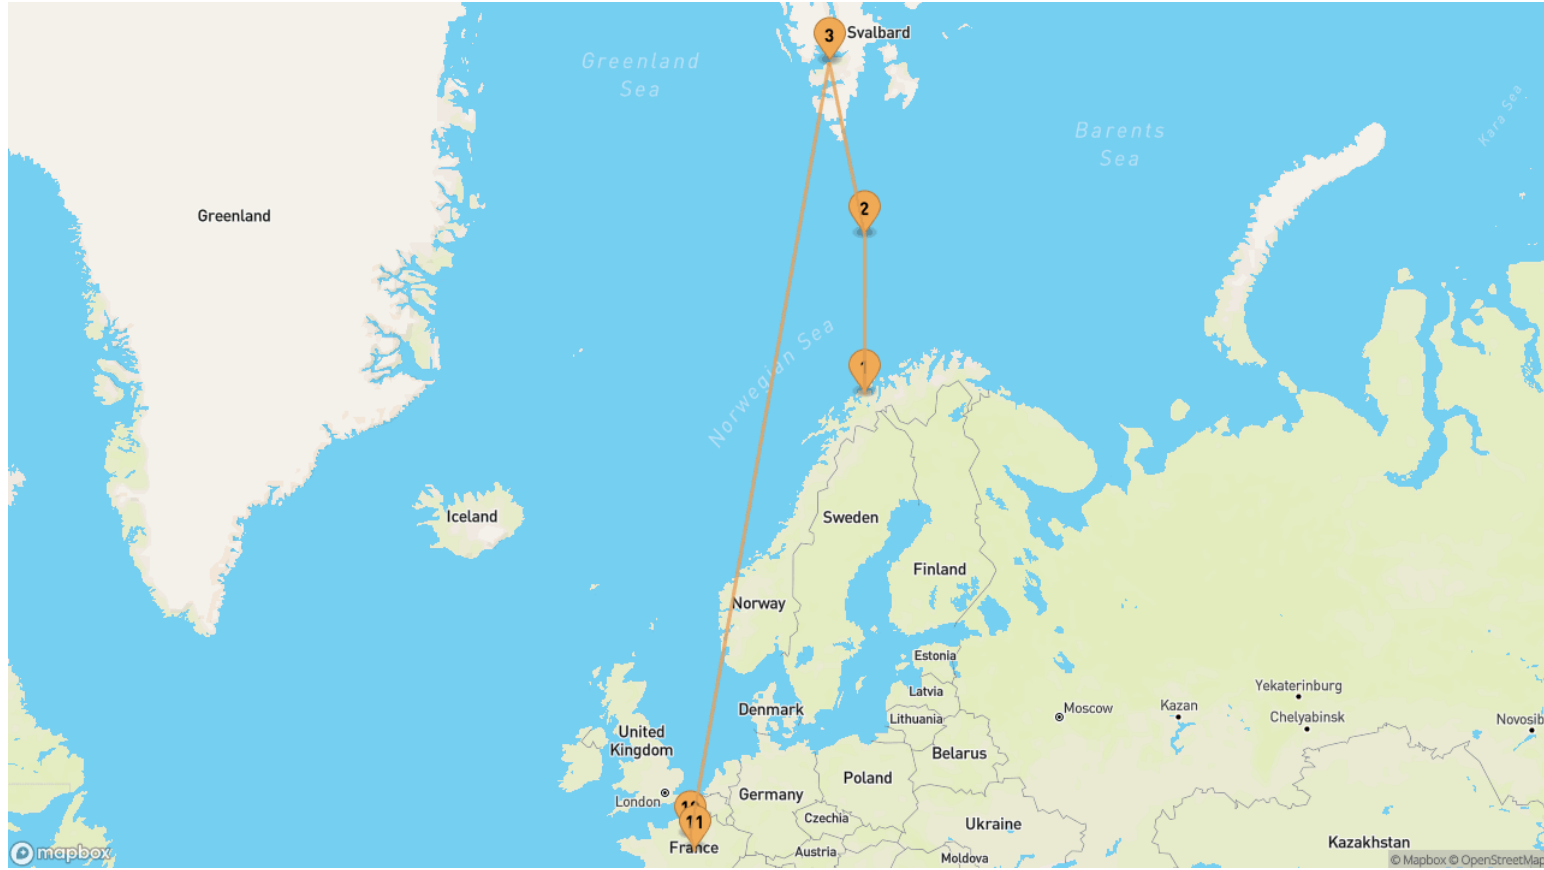 3
Svalbard
Greenland
Sea
Kara Sea
Barents
Sea
2
Greenland
Norwegian Sea
Iceland
Sweden
Finland
Norway
Estonia
Latvia
Lithuania
Denmark
Moscow
Kazan
Yekaterinburg
Chelyabinsk
Novosib
United
Kingdom
Belarus
Poland
London
Germany
Czechia
Ukraine
11
France
Austria
Moldova
Kazakhstan
mapbox
© Mapbox © OpenStreetMap